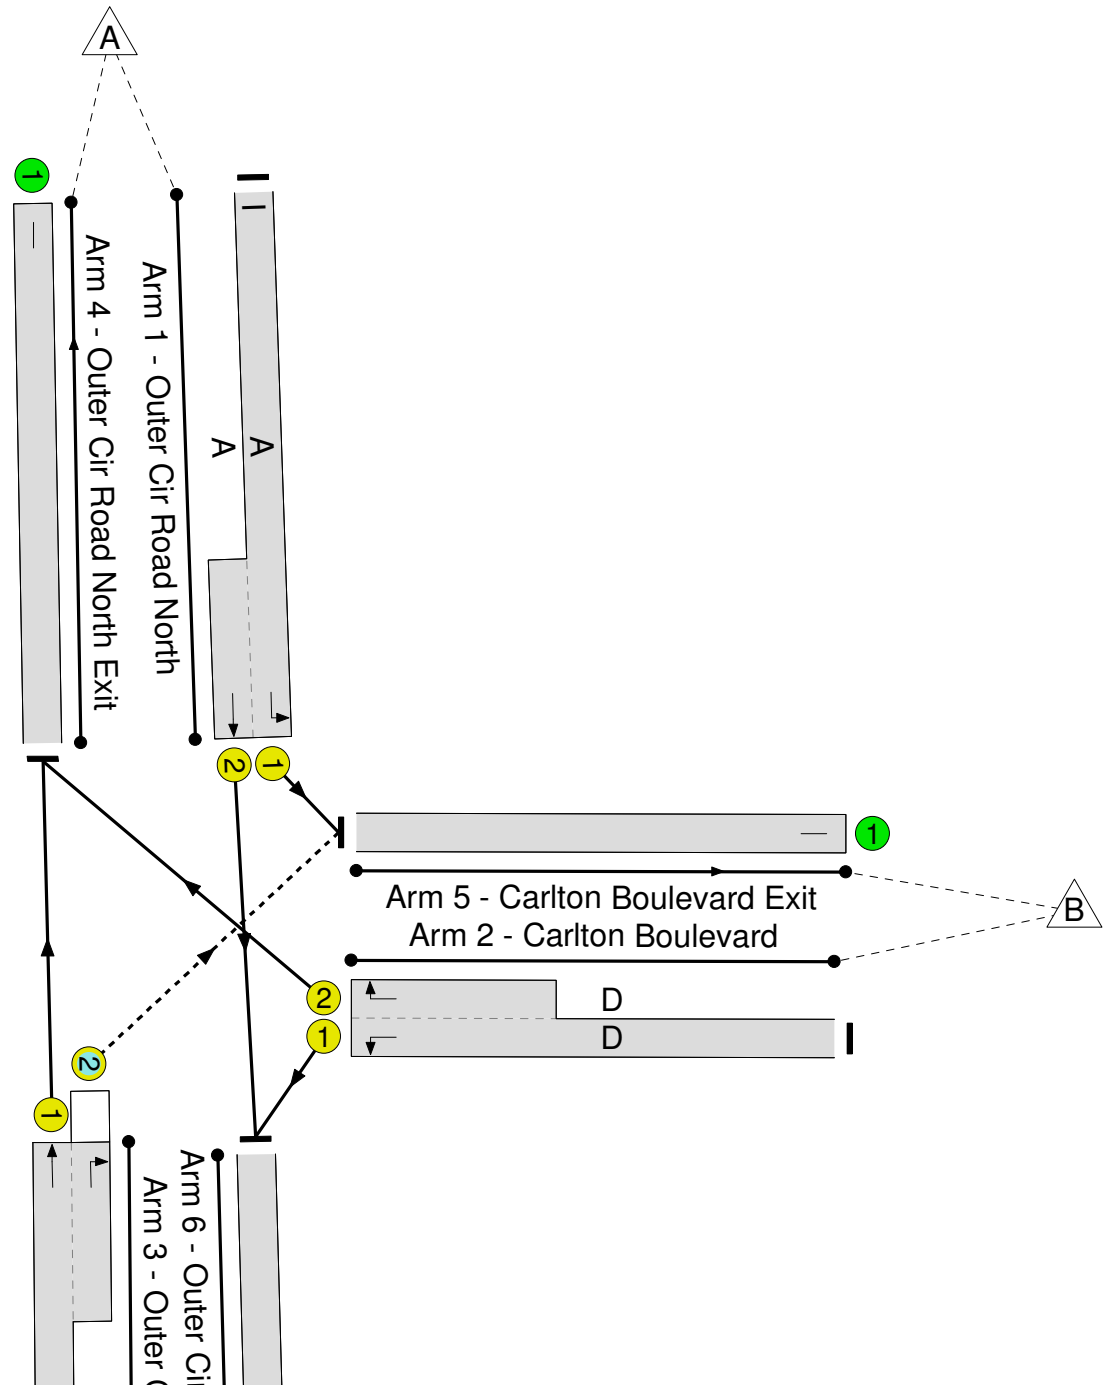 A
1
Arm 4 - Outer Cir Road North Exit
Arm 1 - Outer Cir Road North
A
A
2
1
1
Arm 5 - Carlton Boulevard Exit
Arm 2 - Carlton Boulevard
B
2
D
1
D
2
1
Arm 3 - Outer
Arm 6 - Outer Cir